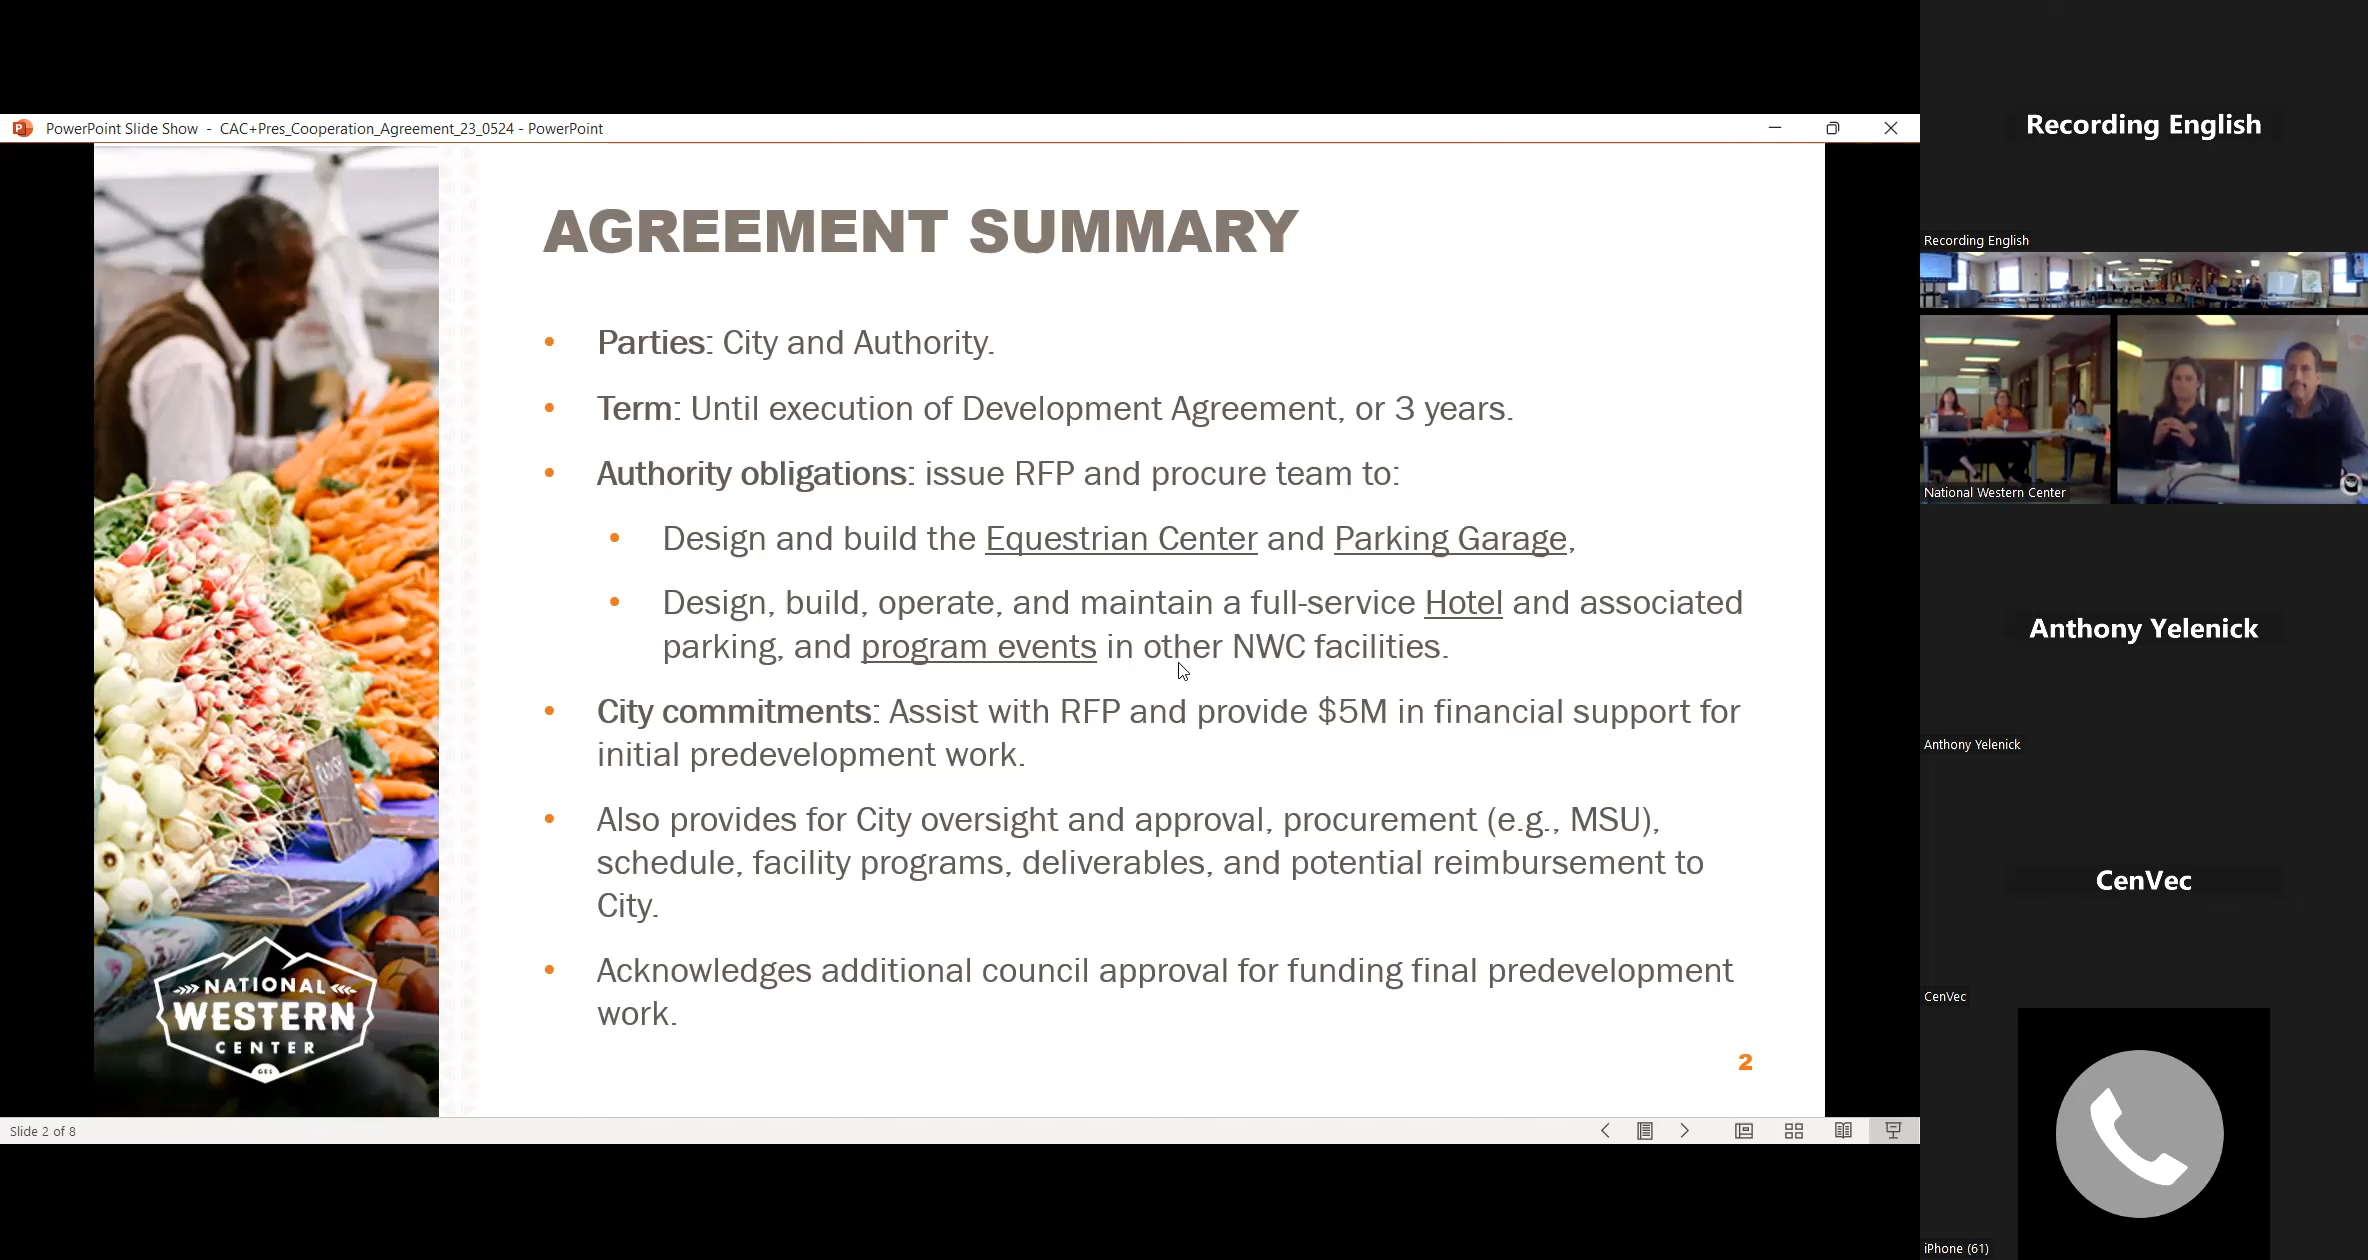 PowerPoint Slide Show - CAC+Pres_Cooperation_Agreement_23_0524 - PowerPoint
AGREEMENT SUMMARY
• Parties: City and Authority.
• Term: Until execution of Development Agreement, or 3 years.
• Authority obligations: issue RFP and procure team to:
• Design and build the Equestrian Center and Parking Garage,
• Design, build, operate, and maintain a full-service Hotel and associated
parking, and program events in other NWC facilities.
• City commitments: Assist with RFP and provide $5M in financial support for
initial predevelopment work.
• Also provides for City oversight and approval, procurement (e.g., MSU),
schedule, facility programs, deliverables, and potential reimbursement to
City.
• Acknowledges additional council approval for funding final predevelopment
work.
2
NATIONAL
WESTERN
CENTER
GES
Slide 2 of 8
Recording English
Recording English
National Western Center
Anthony Yelenick
Anthony Yelenick
CenVec
CenVec
iPhone (61)